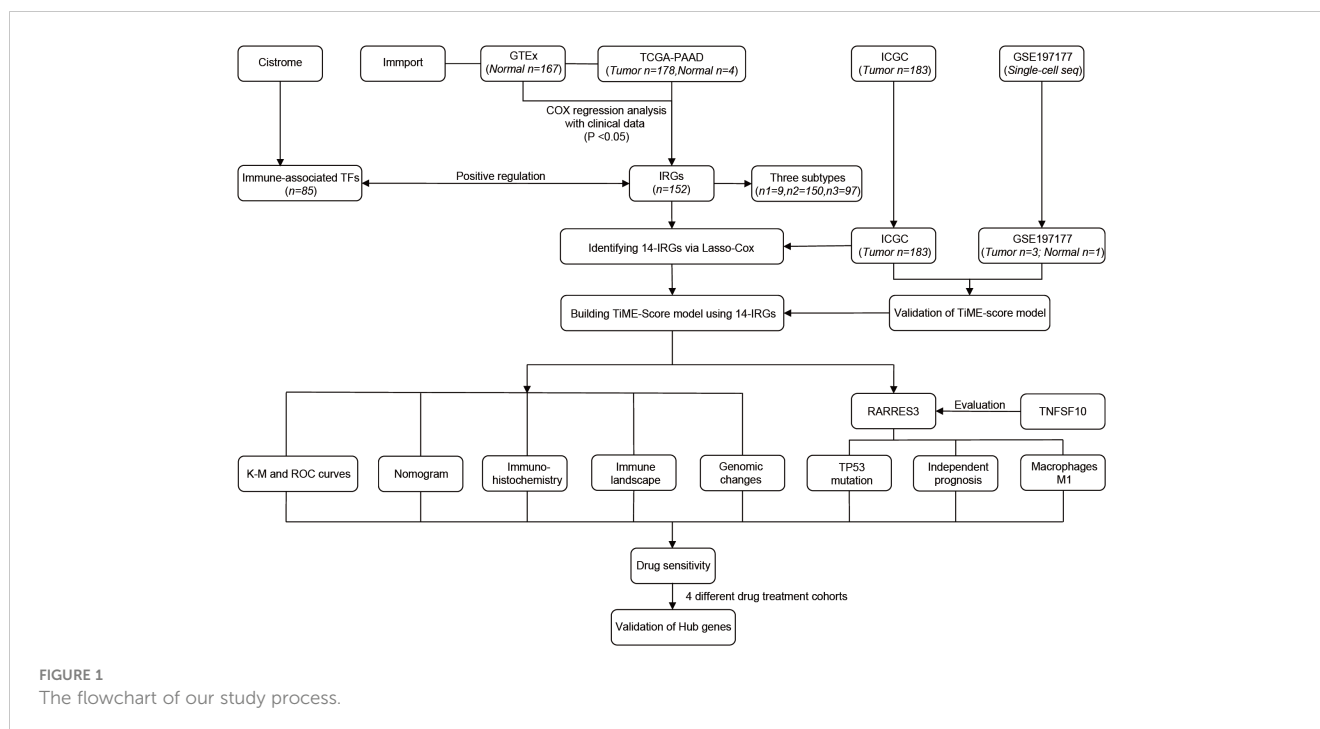 Cistrome
Immport
GTEx
(Normal n=167)
TCGA-PAAD
(Tumor n=178,Normal n=4)
ICGC
(Tumor n=183)
GSE197177
(Single-cell seq)
COX regression analysis
with clinical data
(P <0.05)
Immune-associated TFs
(n=85)
Positive regulation
IRGs
(n=152)
Three subtypes
(n1=9,n2=150,n3=97)
Identifying 14-IRGs via Lasso-Cox
ICGC
(Tumor n=183)
GSE197177
(Tumor n=3; Normal n=1)
Building TiME-Score model using 14-IRGs
Validation of TiME-score model
RARRES3
Evaluation
TNFSF10
K-M and ROC curves
Nomogram
Immuno-
histochemistry
Immune
landscape
Genomic
changes
TP53
mutation
Independent
prognosis
Macrophages
M1
Drug sensitivity
4 different drug treatment cohorts
Validation of Hub genes
FIGURE 1
The flowchart of our study process.